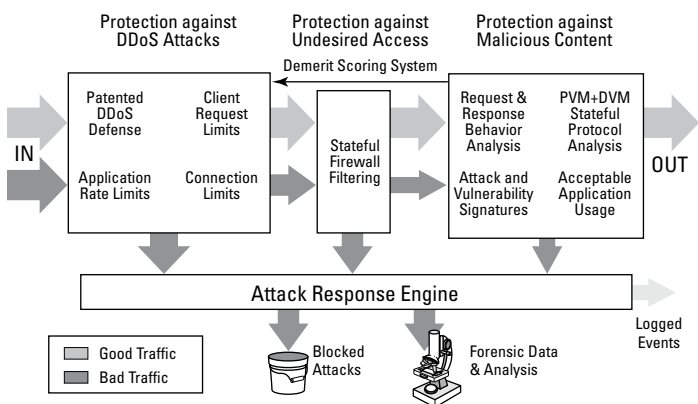 Protection against
DDoS Attacks
Protection against
Undesired Access
Protection against
Malicious Content
Demerit Scoring System
IN
Patented
DDoS
Defense
Client
Request
Limits
Application
Rate Limits
Connection
Limits
Stateful
Firewall
Filtering
Request &
Response
Behavior
Analysis
PVM+DVM
Stateful
Protocol
Analysis
Attack and
Vulnerability
Signatures
Acceptable
Application
Usage
OUT
Attack Response Engine
Logged
Events
Good Traffic
Bad Traffic
Blocked
Attacks
Forensic Data
& Analysis